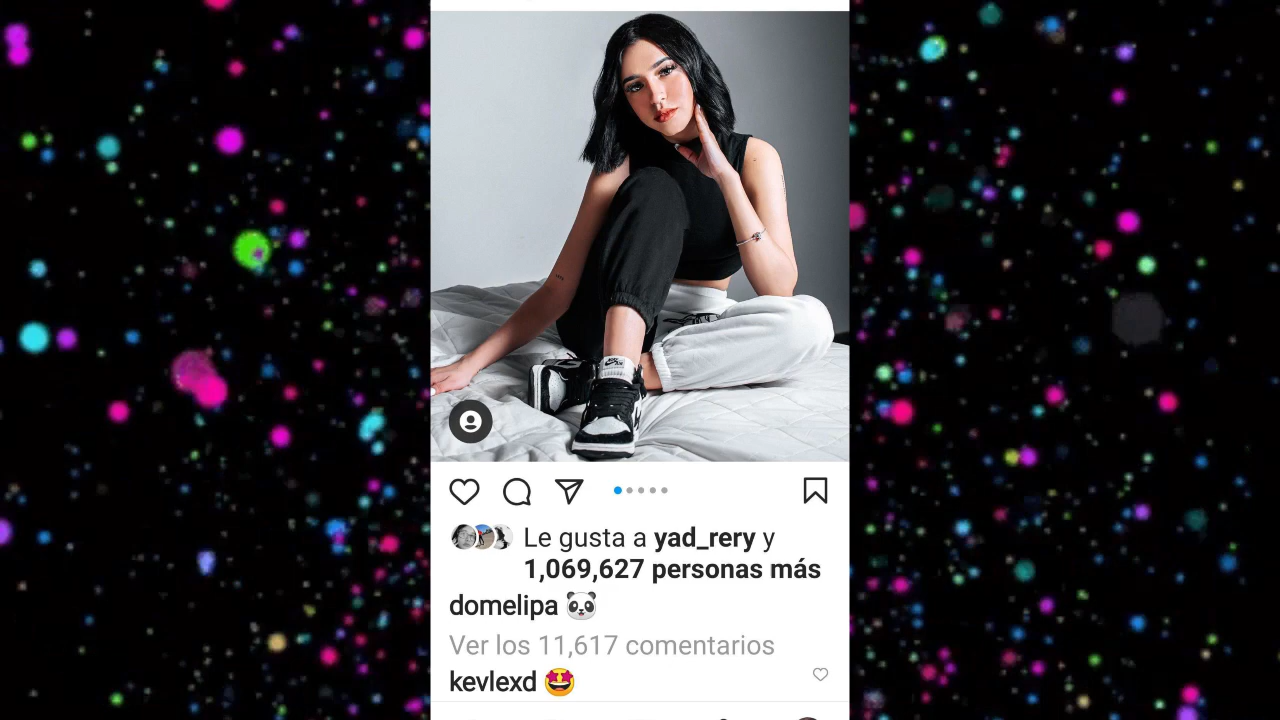 Le gusta a yad_rery y
1,069,627 personas más
domelipa 🐼
Ver los 11,617 comentarios
kevlexd 🤩